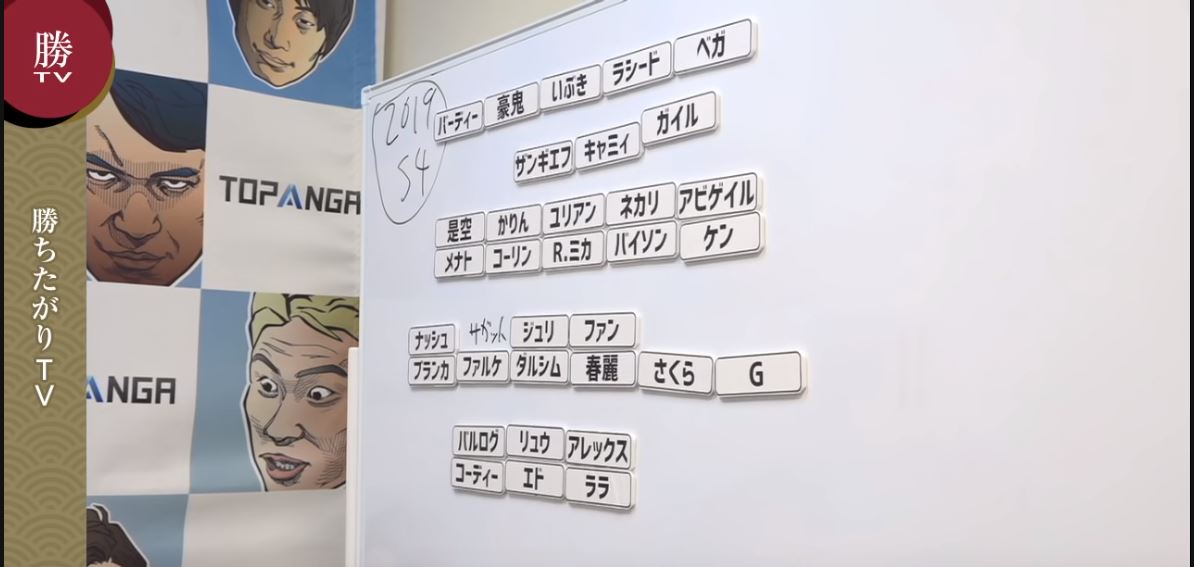 勝
TV
勝ちたがりTV
TOPANGA
ANGA
2019
S4
バーディー 豪鬼 いぶき ラシード ベガ
ザンギエフ キャミィ ガイル
是空 かりん ユリアン ネカリ アビゲイル
メナト コーリン R.ミカ バイソン ケン
ナッシュ サガット ジュリ ファン
ブランカ ファルケ ダルシム 春麗 さくら G
バルログ リュウ アレックス
コーディー エド ララ